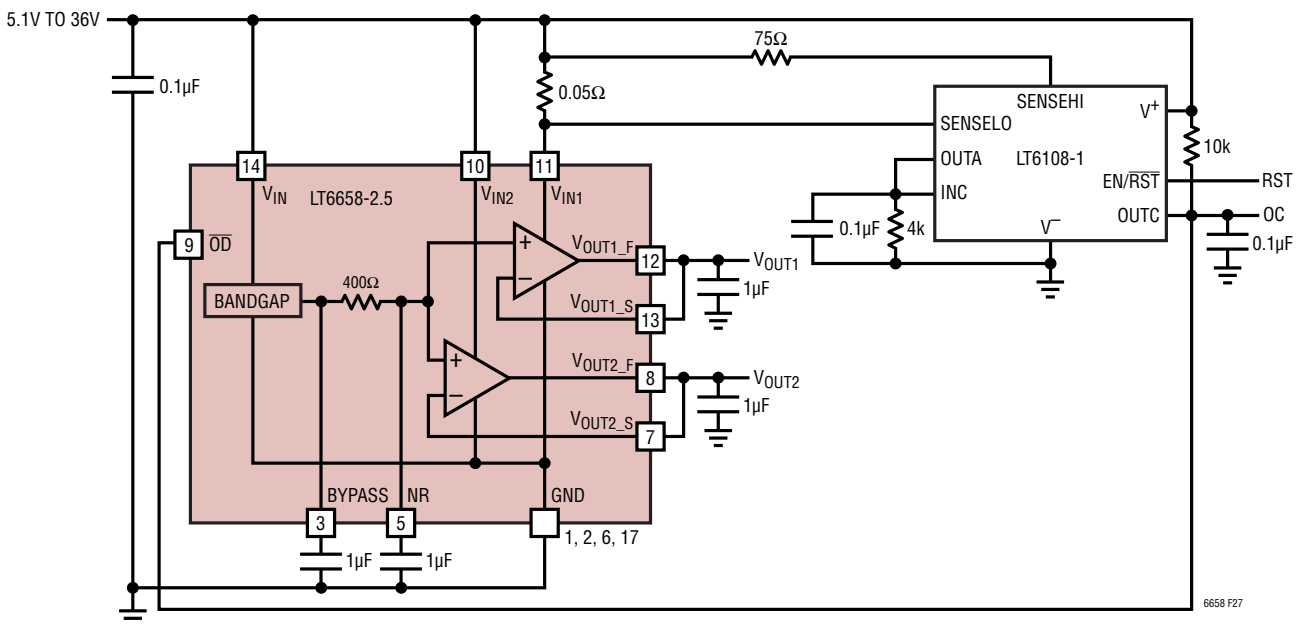 5.1V TO 36V
0.1µF
75Ω
0.05Ω
SENSEHI
SENSELO
V+
LT6108-1
OUTA
INC
EN/RST
OUTC
V–
10k
RST
OC
0.1µF
4k
0.1µF
14
10
11
VIN
LT6658-2.5
VIN2
VIN1
9
OD
BANDGAP
400Ω
+
–
VOUT1_F
12
VOUT1
1µF
VOUT1_S
13
+
–
VOUT2_F
8
VOUT2
1µF
VOUT2_S
7
BYPASS
NR
GND
3
5
1, 2, 6, 17
1µF
1µF
6658 F27